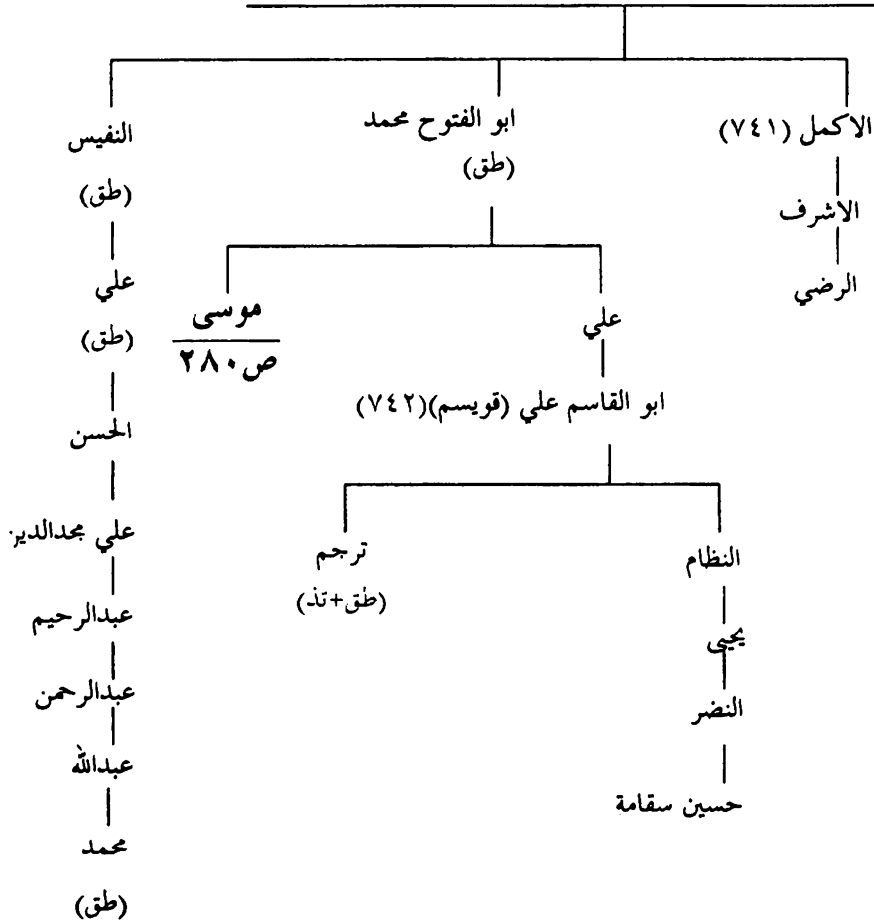 الاكمل (٧٤١)
ابو الفتوح محمد
(طق)
النفيس
(طق)
الاشرف
الرضي
علي
موسى
ص٢٨٠
علي
(طق)
ابو القاسم علي (قويسم)(٧٤٢)
الحسن
النظام
ترجم
(طق+تذ)
علي مجدالدين
يحيى
عبدالرحيم
النضر
عبدالرحمن
حسين سقامة
عبدالله
محمد
(طق)